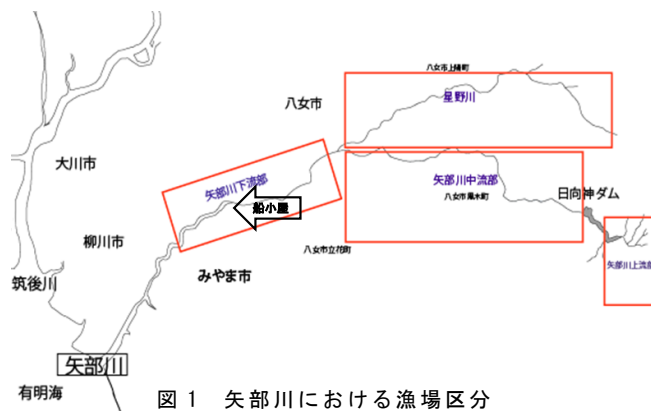 八女市上陽町
星野川
八女市
大川市
矢部川下流部
矢部川中流部
日向神ダム
八女市黒木町
船小屋
柳川市
八女市立花町
みやま市
矢部川上流部
筑後川
矢部川
有明海
図1 矢部川における漁場区分